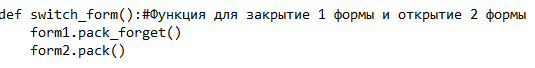 def switch_form():#Функция для закрытие 1 формы и открытие 2 формы
    form1.pack_forget()
    form2.pack()